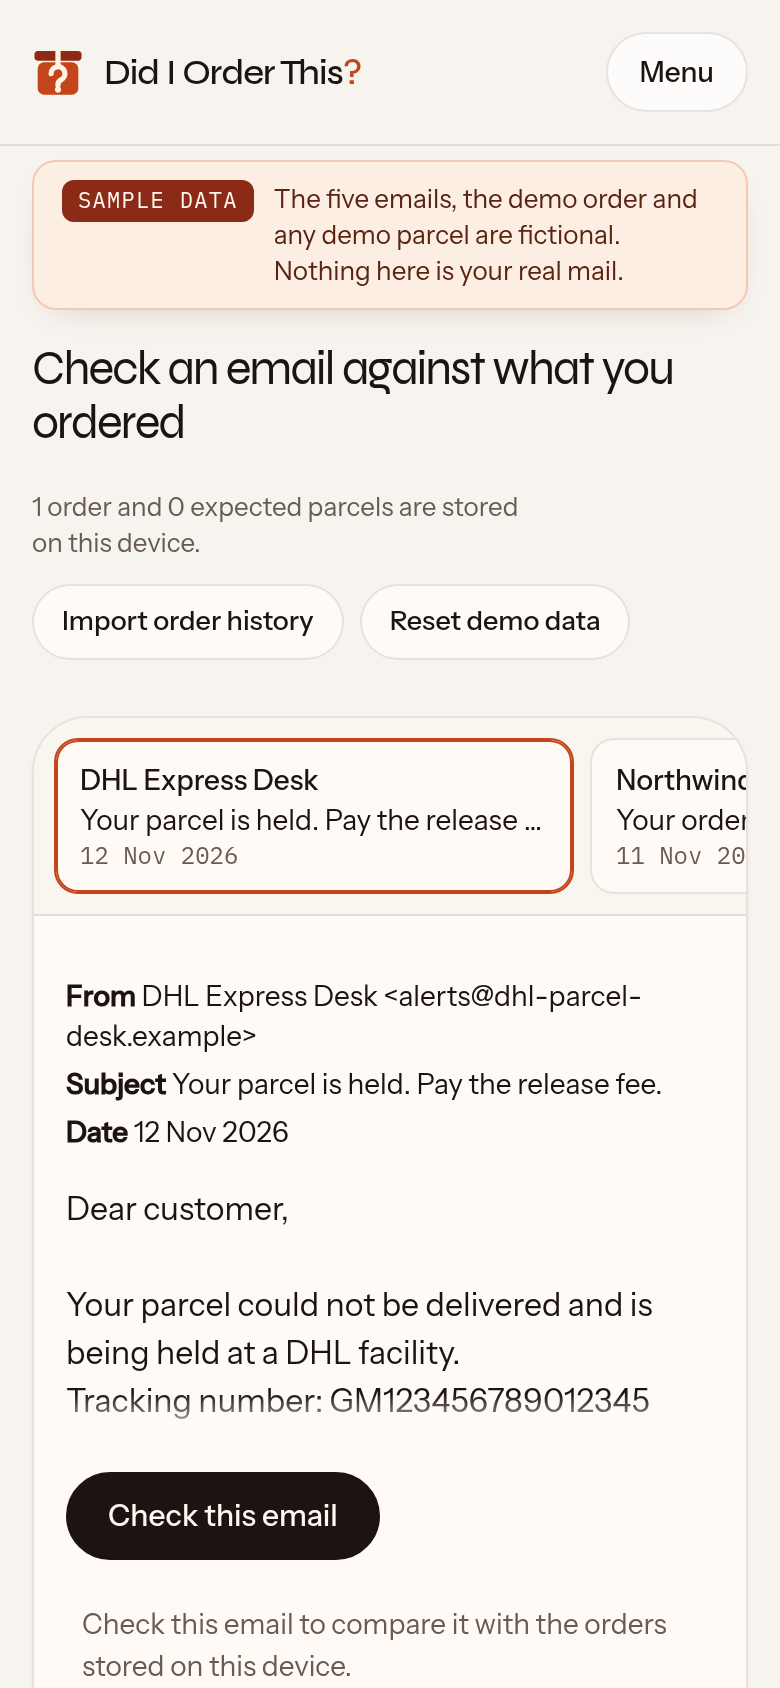 Did I Order This?
Menu
SAMPLE DATA
The five emails, the demo order and
any demo parcel are fictional.
Nothing here is your real mail.
Check an email against what you
ordered
1 order and 0 expected parcels are stored
on this device.
Import order history
Reset demo data
DHL Express Desk
Your parcel is held. Pay the release ...
12 Nov 2026
Northwind
Your order
11 Nov 20
From DHL Express Desk <alerts@dhl-parcel-
desk.example>
Subject Your parcel is held. Pay the release fee.
Date 12 Nov 2026
Dear customer,
Your parcel could not be delivered and is
being held at a DHL facility.
Tracking number: GM123456789012345
Check this email
Check this email to compare it with the orders
stored on this device.